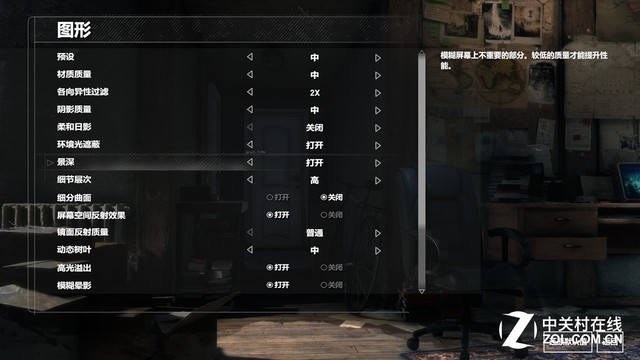 图形
预设 中
模糊屏幕上不重要的部分。较低的质量才能提升性
能。
材质质量 中
各向异性过滤 2X
阴影质量 中
柔和日影 关闭
环境光遮蔽 打开
景深 打开
细节层次 高
细分曲面 打开 关闭
屏幕空间反射效果 打开 关闭
镜面反射质量 普通
动态树叶 中
高光溢出 打开 关闭
模糊晕影 打开 关闭
中关村在线
ZOL.COM.CN